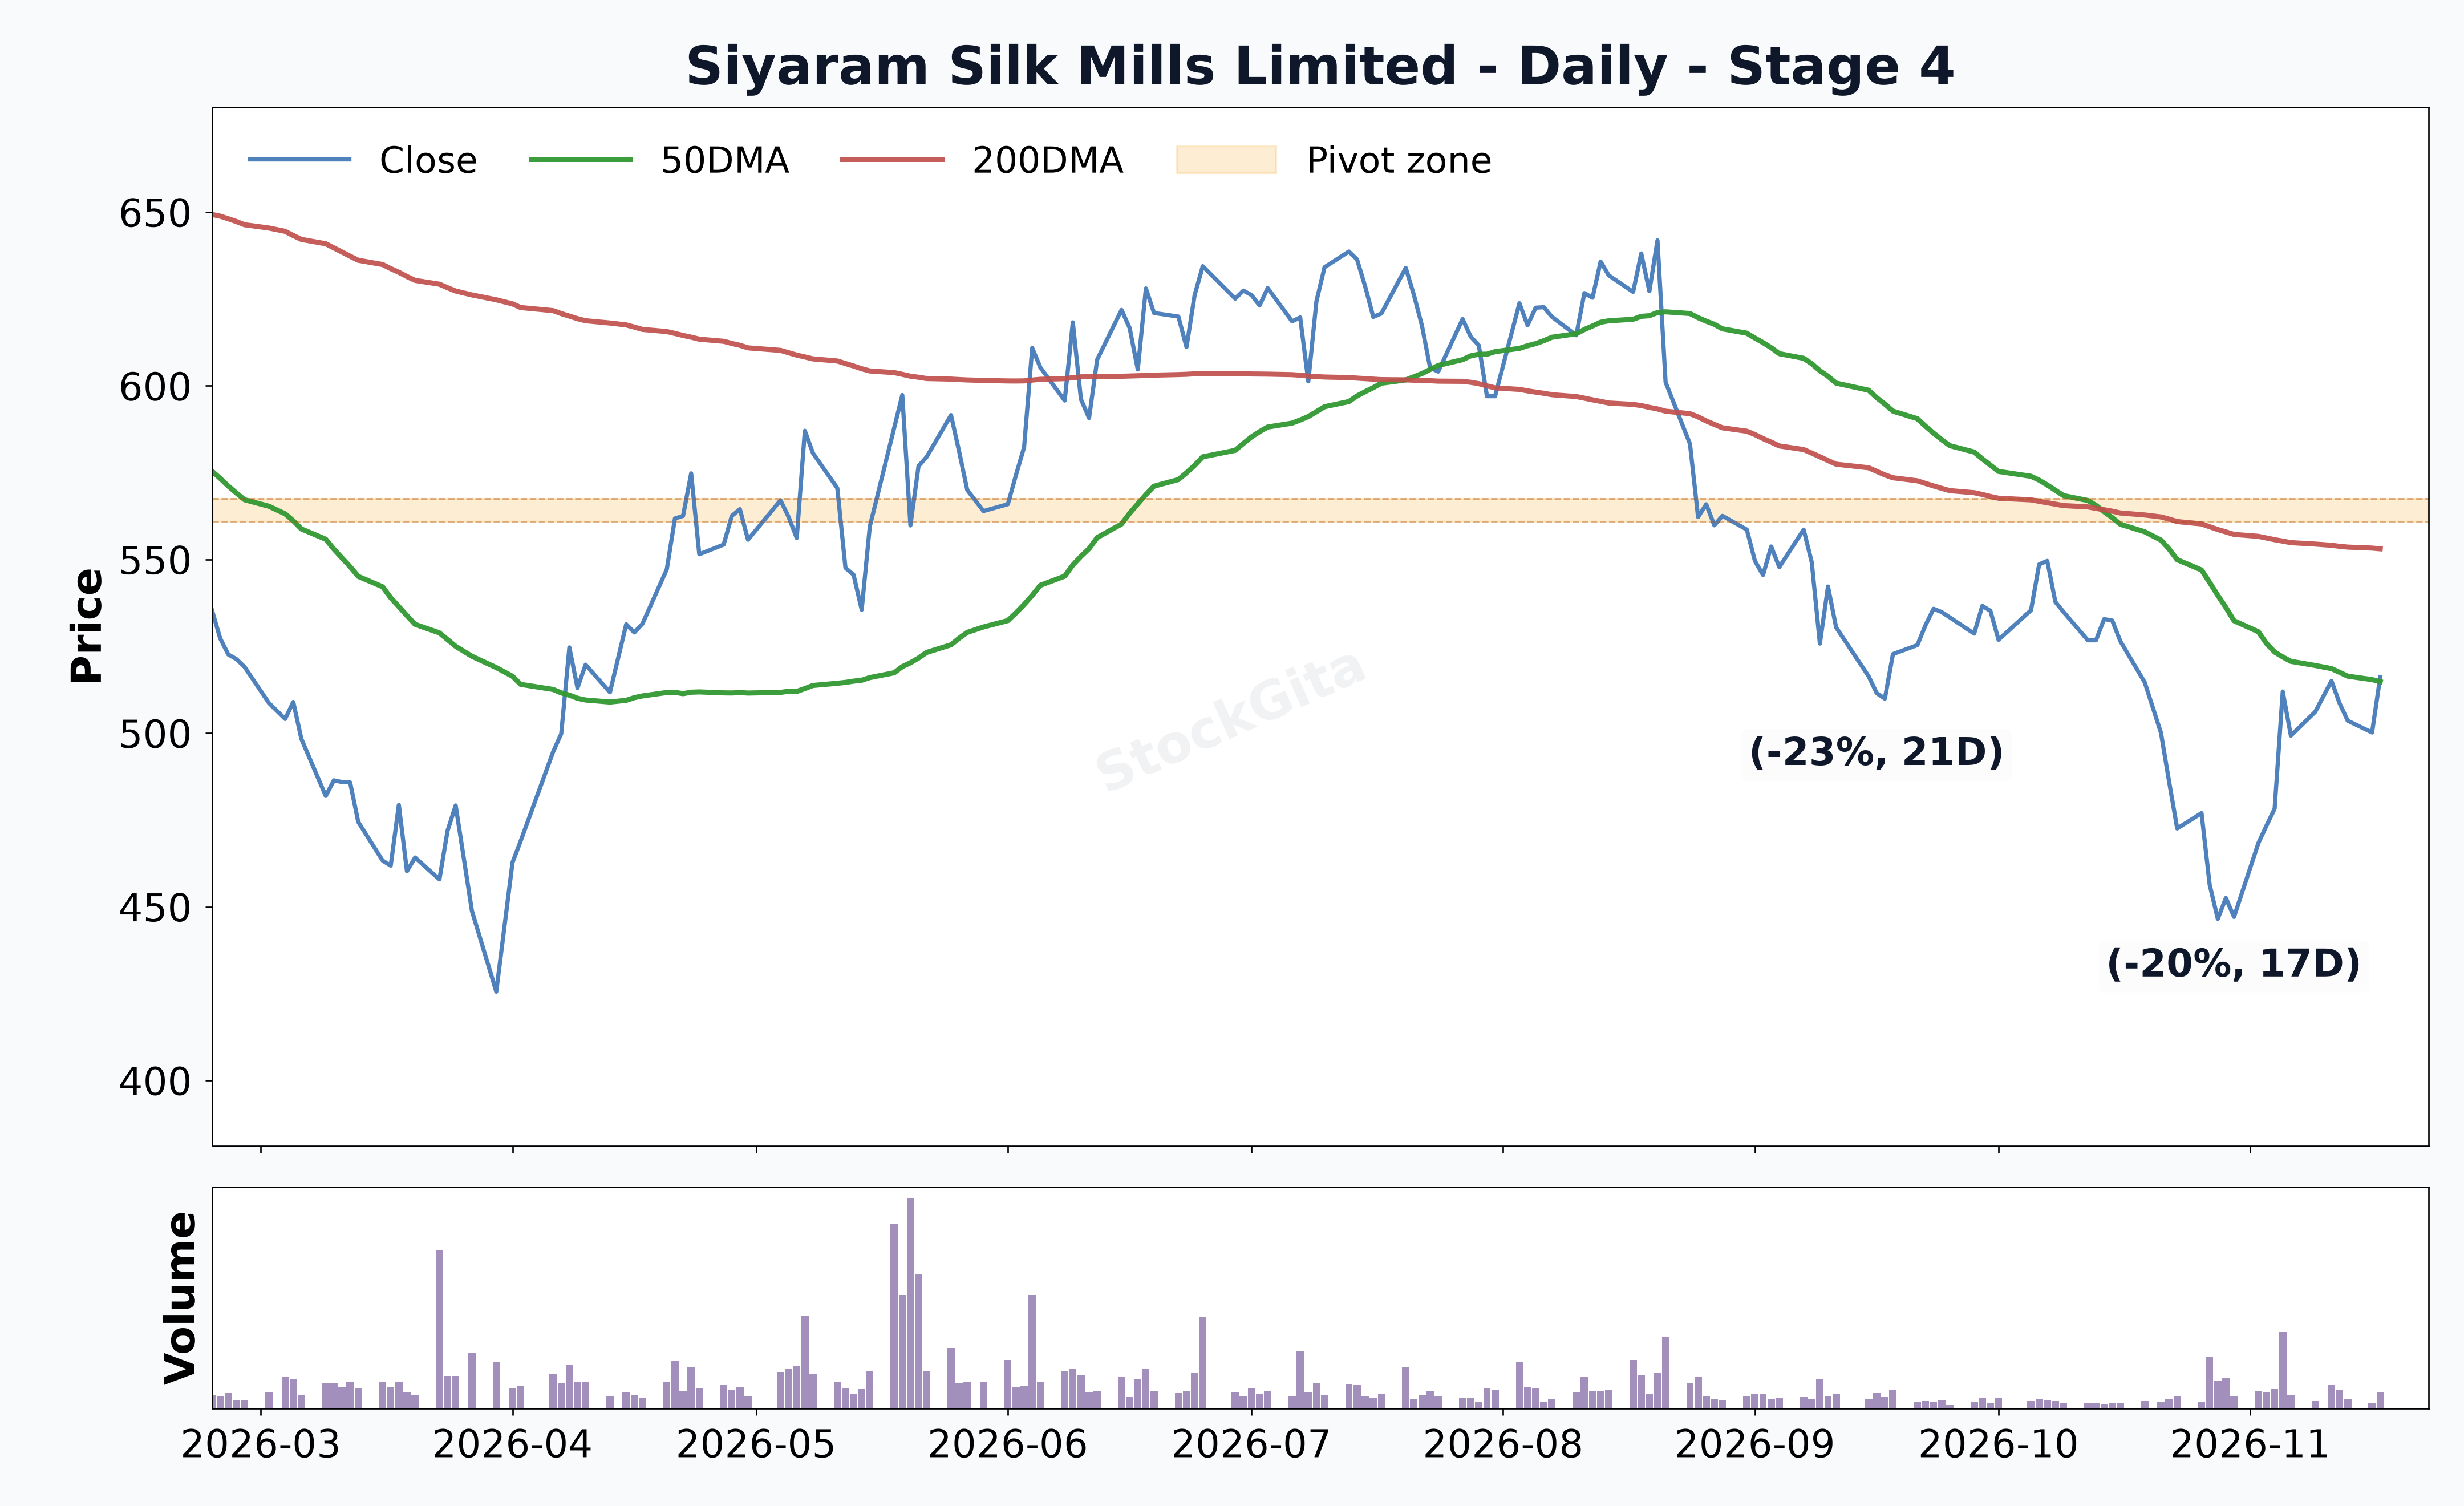 Siyaram Silk Mills Limited - Daily - Stage 4
Close 50DMA 200DMA Pivot zone
650
600
550
500
450
400
Price
StockGita
(-23%, 21D)
(-20%, 17D)
Volume
2026-03 2026-04 2026-05 2026-06 2026-07 2026-08 2026-09 2026-10 2026-11